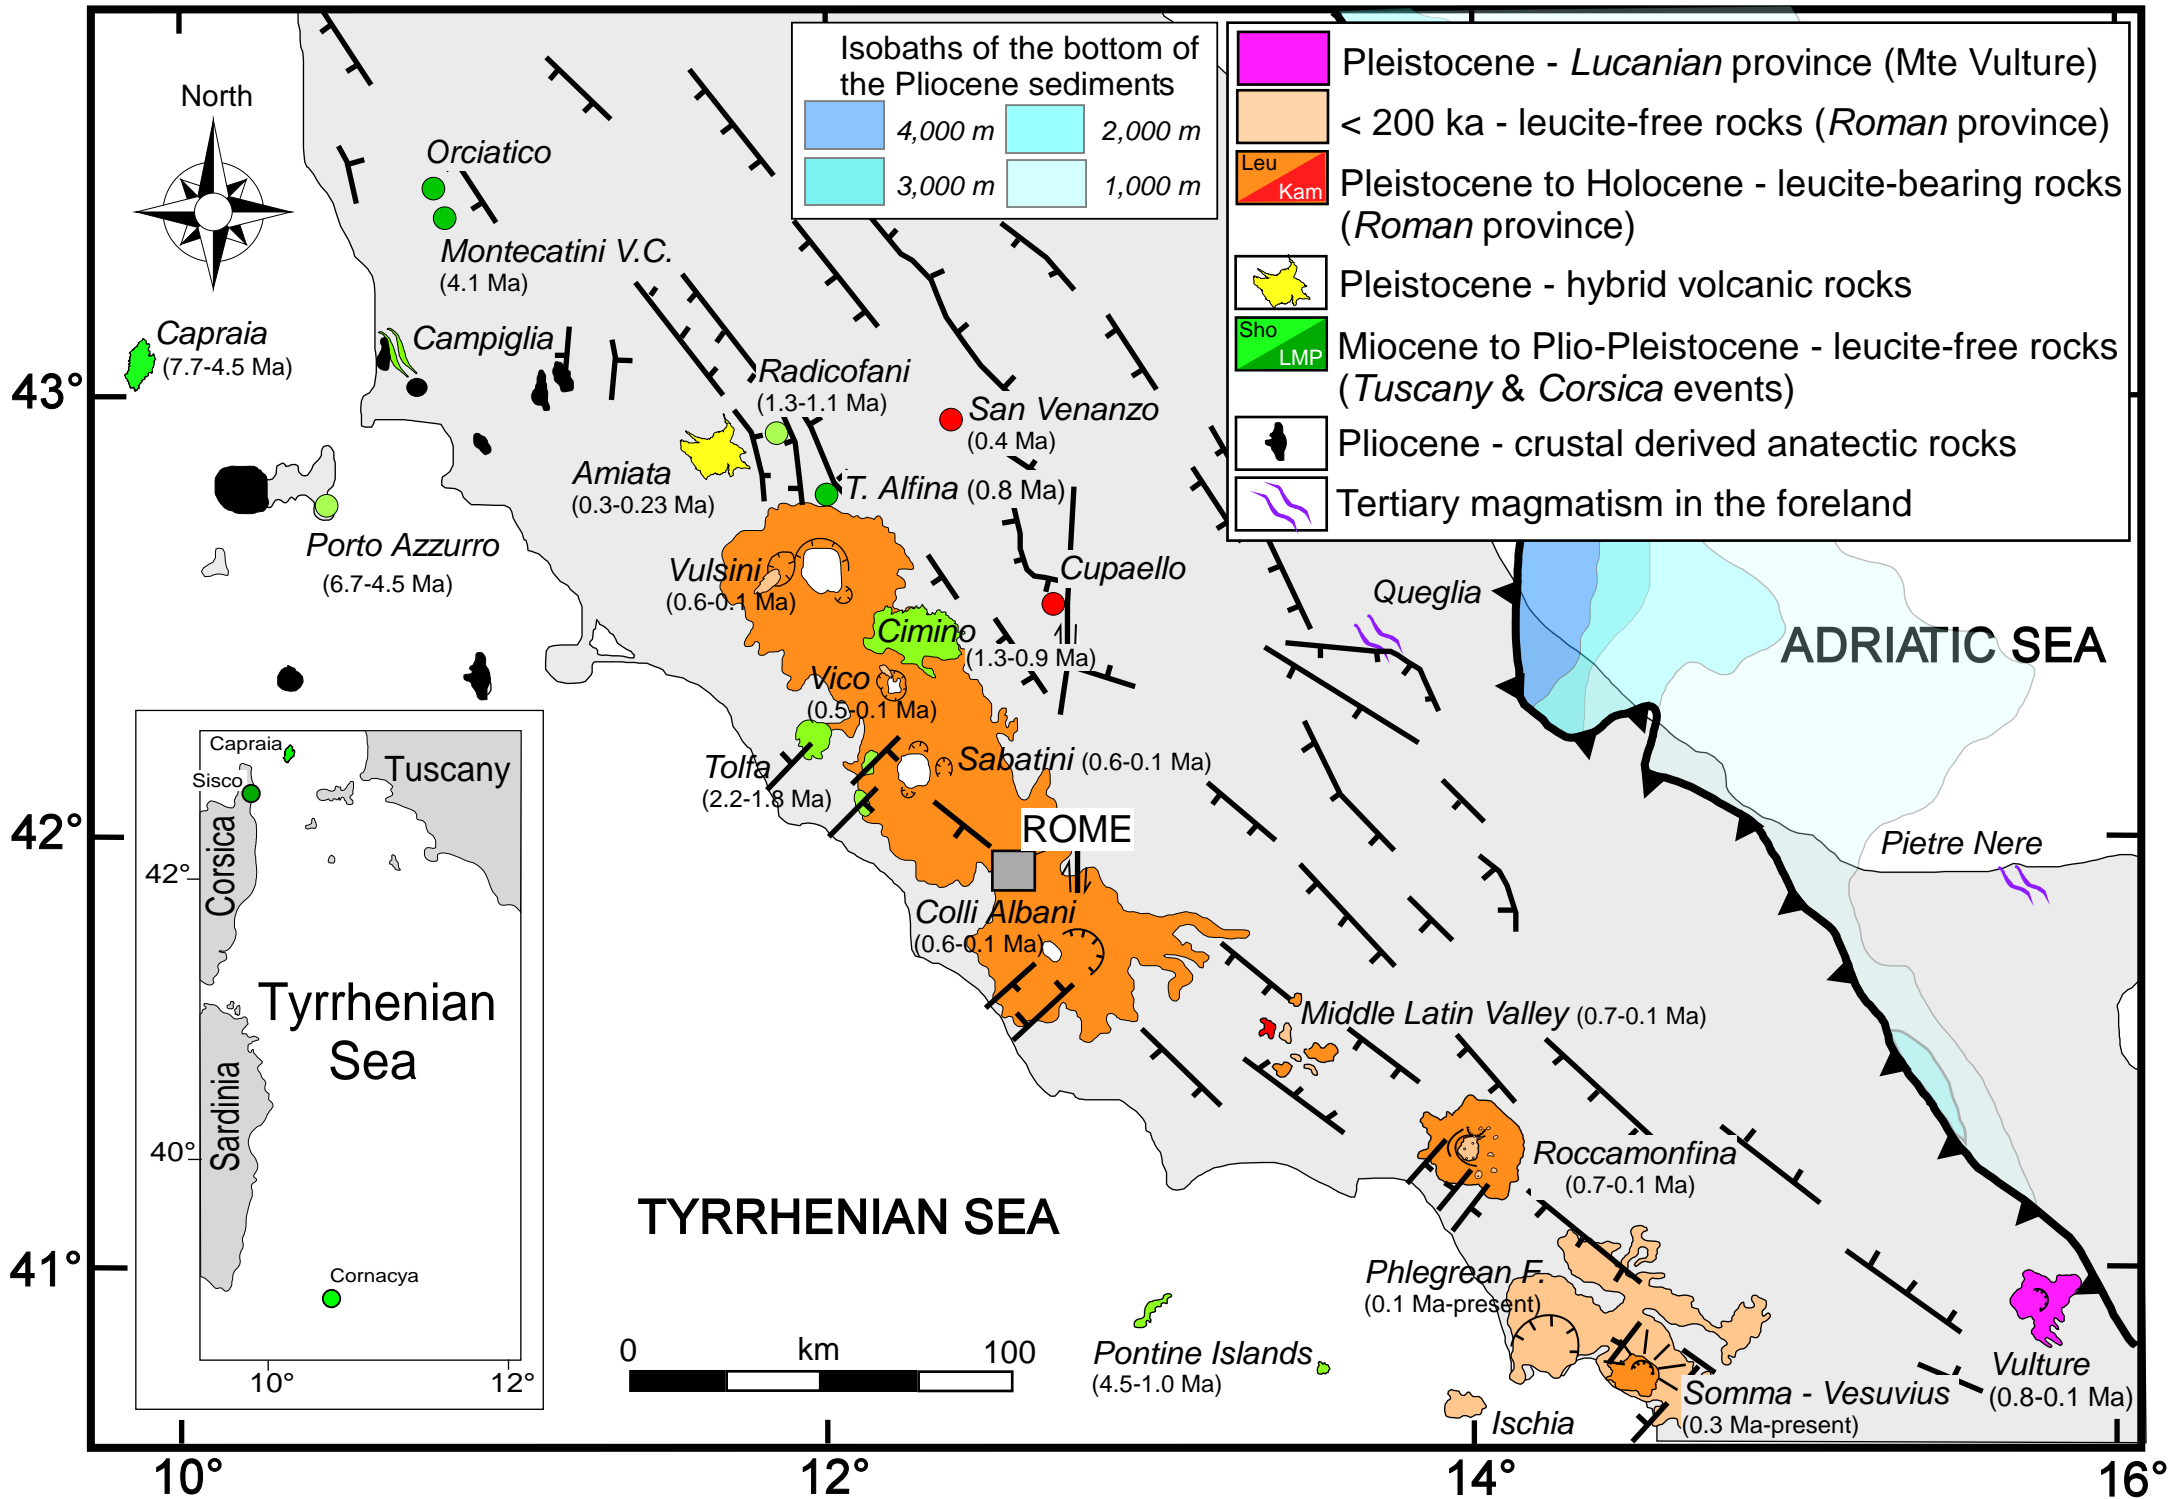 Isobaths of the bottom of
the Pliocene sediments
4,000 m
2,000 m
3,000 m
1,000 m
Pleistocene - Lucanian province (Mte Vulture)
< 200 ka - leucite-free rocks (Roman province)
Leu
Kam
Pleistocene to Holocene - leucite-bearing rocks
(Roman province)
Pleistocene - hybrid volcanic rocks
Sho
LMP
Miocene to Plio-Pleistocene - leucite-free rocks
(Tuscany & Corsica events)
Pliocene - crustal derived anatectic rocks
Tertiary magmatism in the foreland
North
Orciatico
Montecatini V.C.
(4.1 Ma)
Capraia
(7.7-4.5 Ma)
Campiglia
43°
Radicofani
(1.3-1.1 Ma)
San Venanzo
(0.4 Ma)
Amiata
(0.3-0.23 Ma)
T. Alfina (0.8 Ma)
Porto Azzurro
(6.7-4.5 Ma)
Vulsini
(0.6-0.1 Ma)
Cupaello
Queglia
Cimino
(1.3-0.9 Ma)
ADRIATIC SEA
Vico
(0.5-0.1 Ma)
Tolfa
(2.2-1.8 Ma)
Sabatini (0.6-0.1 Ma)
42°
ROME
Pietre Nere
Colli Albani
(0.6-0.1 Ma)
Middle Latin Valley (0.7-0.1 Ma)
Roccamonfina
(0.7-0.1 Ma)
TYRRHENIAN SEA
41°
Phlegrean F.
(0.1 Ma-present)
0
km
100
Pontine Islands
(4.5-1.0 Ma)
Ischia
Somma - Vesuvius
(0.3 Ma-present)
Vulture
(0.8-0.1 Ma)
10°
12°
14°
16°
Capraia
Sisco
Tuscany
Corsica
42°
Tyrrhenian
Sea
Sardinia
40°
Cornacya
10°
12°